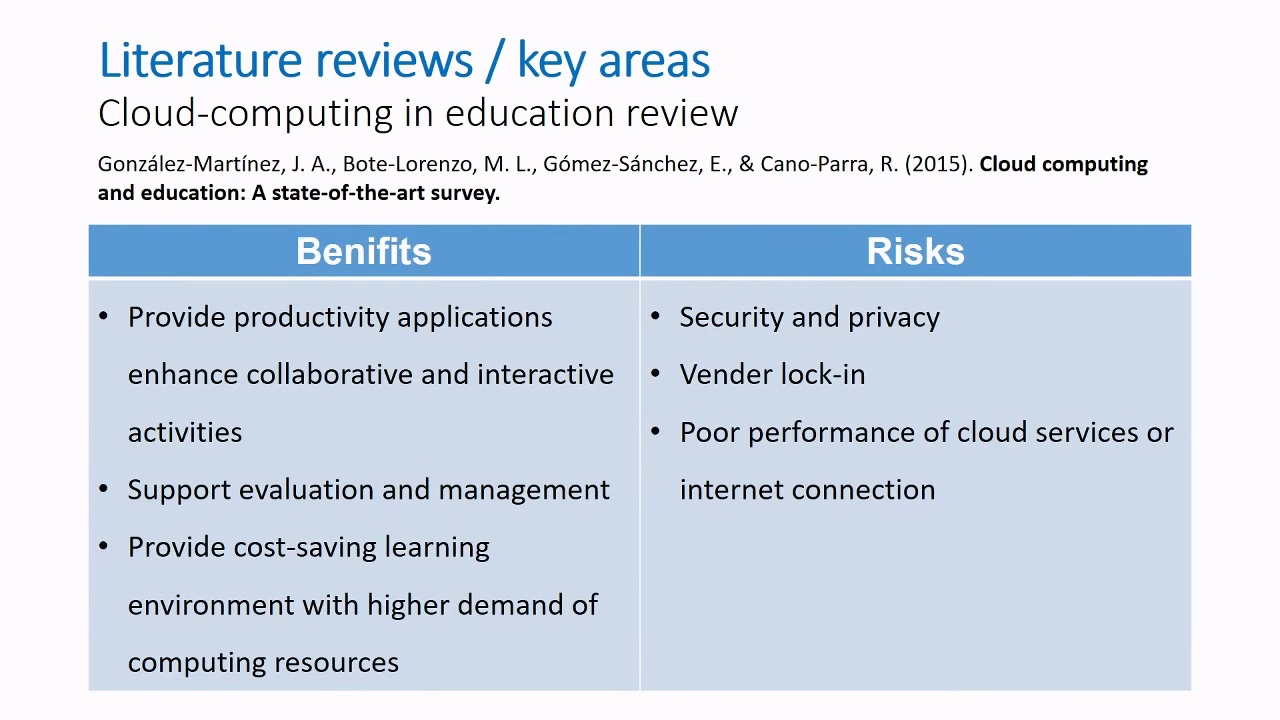 Literature reviews / key areas
Cloud-computing in education review
González-Martínez, J. A., Bote-Lorenzo, M. L., Gómez-Sánchez, E., & Cano-Parra, R. (2015). Cloud computing
and education: A state-of-the-art survey.
Benifits
• Provide productivity applications
enhance collaborative and interactive
activities
• Support evaluation and management
• Provide cost-saving learning
environment with higher demand of
computing resources
Risks
• Security and privacy
• Vender lock-in
• Poor performance of cloud services or
internet connection